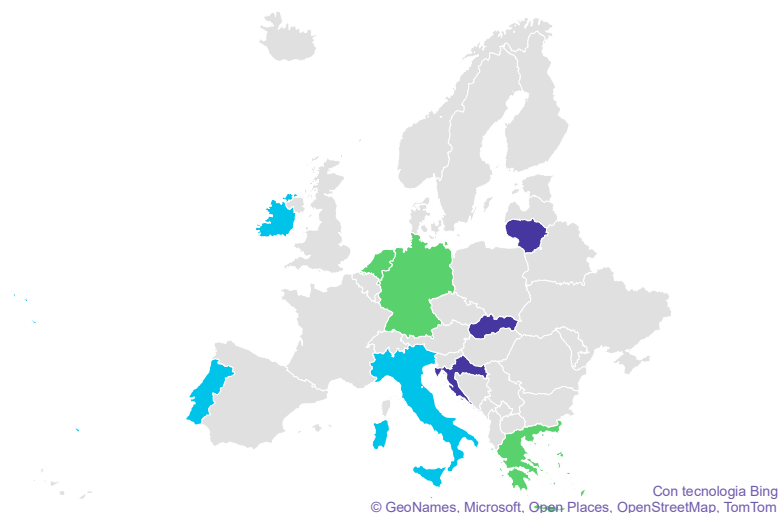 Con tecnologia Bing
© GeoNames, Microsoft, Open Places, OpenStreetMap, TomTom